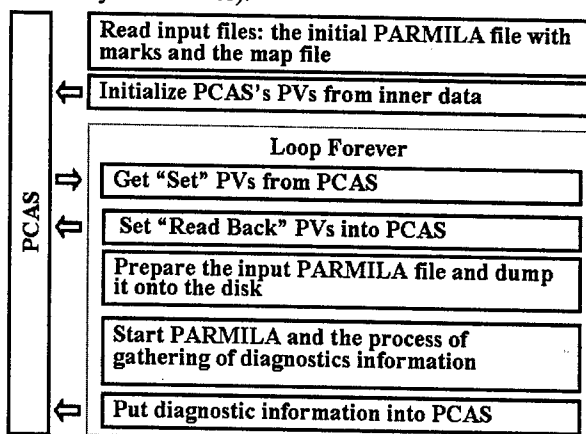 Read input files: the initial PARMILA file with
marks and the map file
Initialize PCAS's PVs from inner data
PCAS
Loop Forever
Get “Set” PVs from PCAS
Set “Read Back” PVs into PCAS
Prepare the input PARMILA file and dump
it onto the disk
Start PARMILA and the process of
gathering of diagnostics information
Put diagnostic information into PCAS